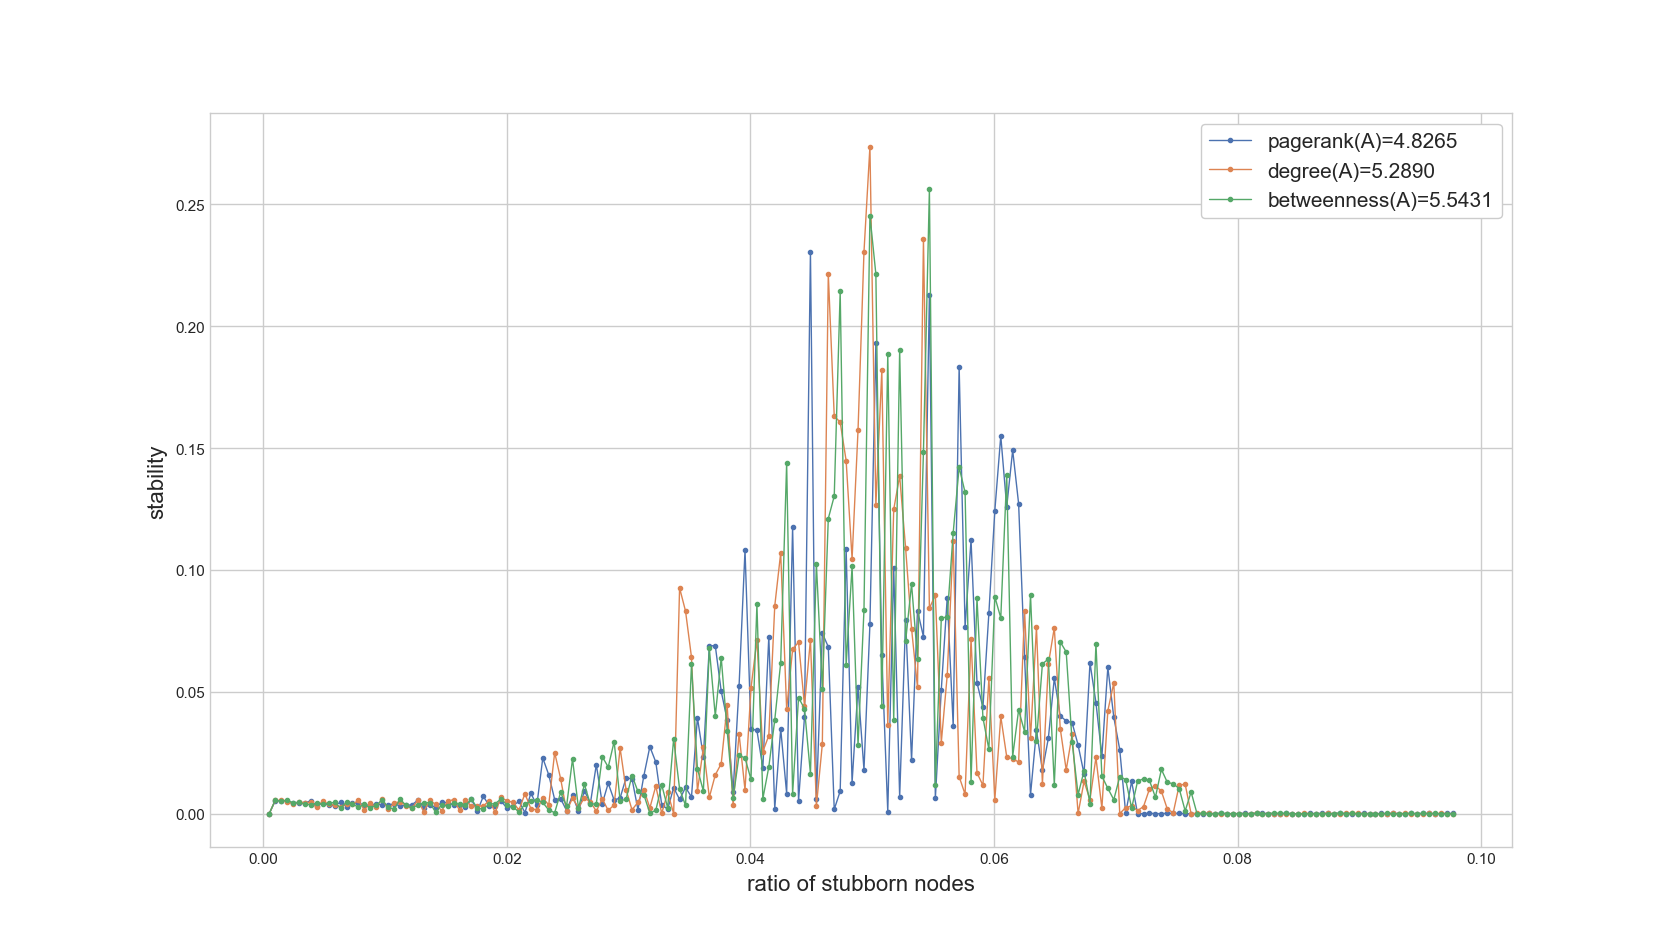 pagerank(A)=4.8265
degree(A)=5.2890
betweenness(A)=5.5431
0.25
0.20
0.15
0.10
0.05
0.00
stability
0.00 0.02 0.04 0.06 0.08 0.10
ratio of stubborn nodes